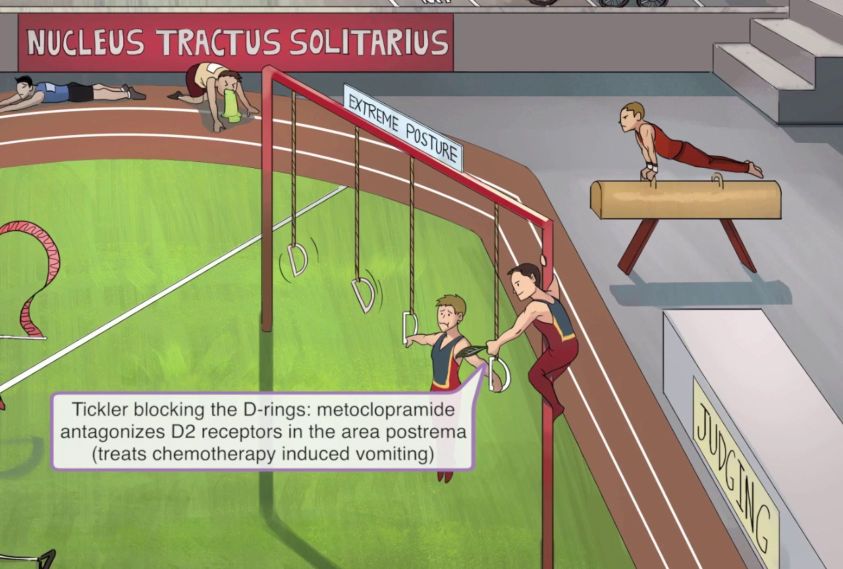 NUCLEUS TRACTUS SOLITARIUS
EXTREME POSTURE
D
D
D
D
Tickler blocking the D-rings: metoclopramide
antagonizes D2 receptors in the area postrema
(treats chemotherapy induced vomiting)
JUDGING